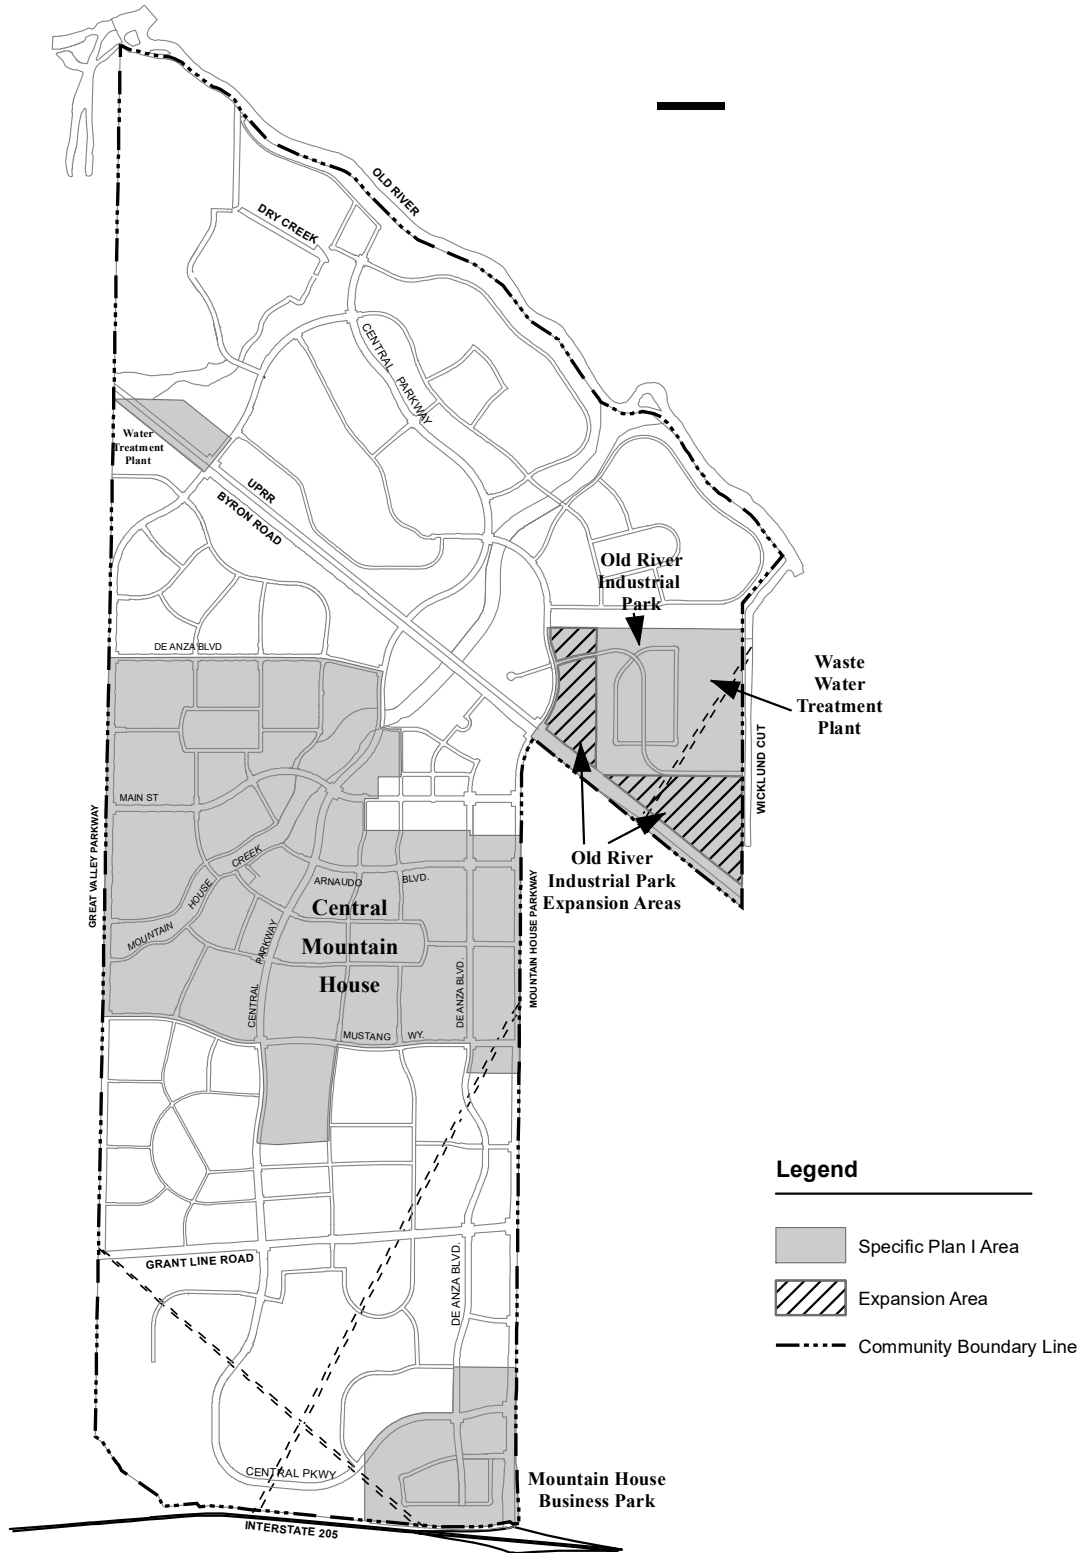 OLD RIVER
DRY CREEK
CENTRAL PARKWAY
Water
Treatment
Plant
UPRR
BYRON ROAD
Old River
Industrial
Park
DE ANZA BLVD
Waste
Water
Treatment
Plant
WICKLUND CUT
MAIN ST
GREAT VALLEY PARKWAY
MOUNTAIN HOUSE CREEK
ARNAUDO BLVD.
Old River
Industrial Park
Expansion Areas
Central
Mountain
House
MOUNTAIN HOUSE PARKWAY
CENTRAL PARKWAY
DE ANZA BLVD.
MUSTANG WY.
Legend
Specific Plan I Area
Expansion Area
Community Boundary Line
GRANT LINE ROAD
DE ANZA BLVD.
CENTRAL PKWY
Mountain House
Business Park
INTERSTATE 205